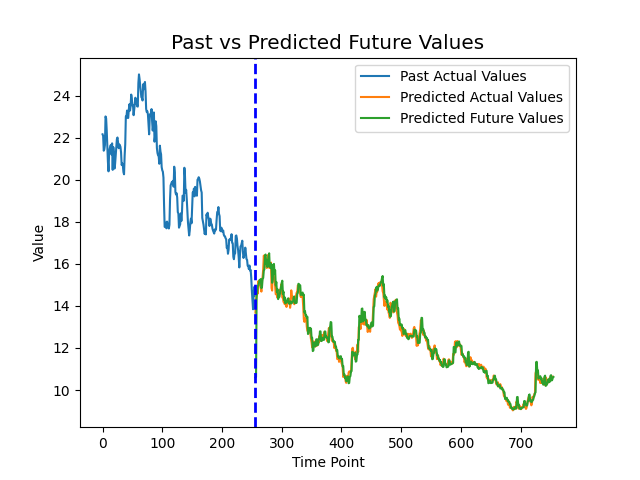 Past vs Predicted Future Values
Past Actual Values
Predicted Actual Values
Predicted Future Values
Value
24
22
20
18
16
14
12
10
0 100 200 300 400 500 600 700
Time Point